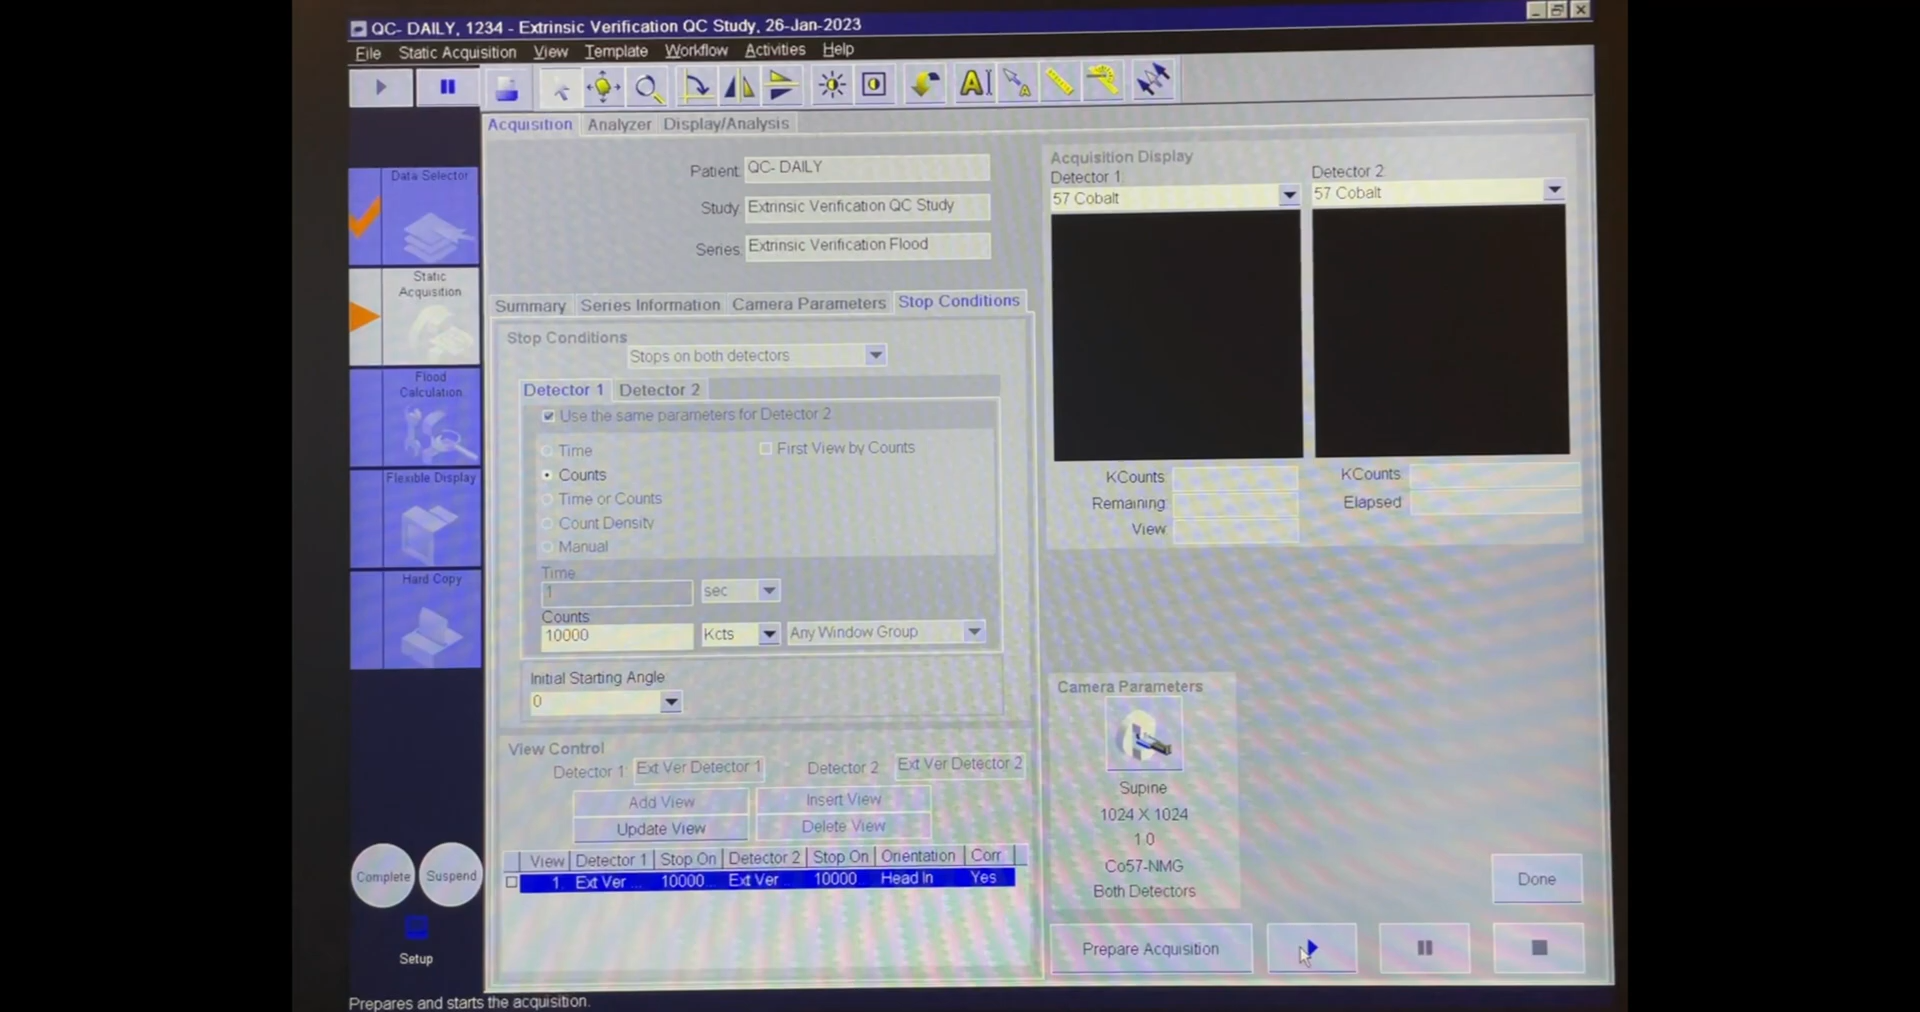 QC- DAILY, 1234 - Extrinsic Verification QC Study, 26-Jan-2023
File Static Acquisition View Template Workflow Activities Help
Acquisition Analyzer Display/Analysis
Data Selector
Static Acquisition
Flood Calculation
Flexible Display
Hard Copy
Complete Suspend
Setup
Patient: QC- DAILY
Study: Extrinsic Verification QC Study
Series: Extrinsic Verification Flood
Summary Series Information Camera Parameters Stop Conditions
Stop Conditions
Stops on both detectors
Detector 1 Detector 2
Use the same parameters for Detector 2
Time First View by Counts
Counts
Time or Counts
Count Density
Manual
Time
1 sec
Counts
10000 Kcts Any Window Group
Initial Starting Angle:
0
View Control
Detector 1: Ext Ver Detector 1 Detector 2 Ext Ver Detector 2
Add View Insert View
Update View Delete View
View Detector 1 Stop On Detector 2 Stop On Orientation Corr
1 Ext Ver ... 10000... Ext Ver ... 10000 Head In Yes
Acquisition Display
Detector 1: Detector 2:
57 Cobalt 57 Cobalt
KCounts: KCounts:
Remaining: Elapsed:
View:
Camera Parameters
Supine
1024 X 1024
1.0
Co57-NMG
Both Detectors
Done
Prepare Acquisition
Prepares and starts the acquisition.